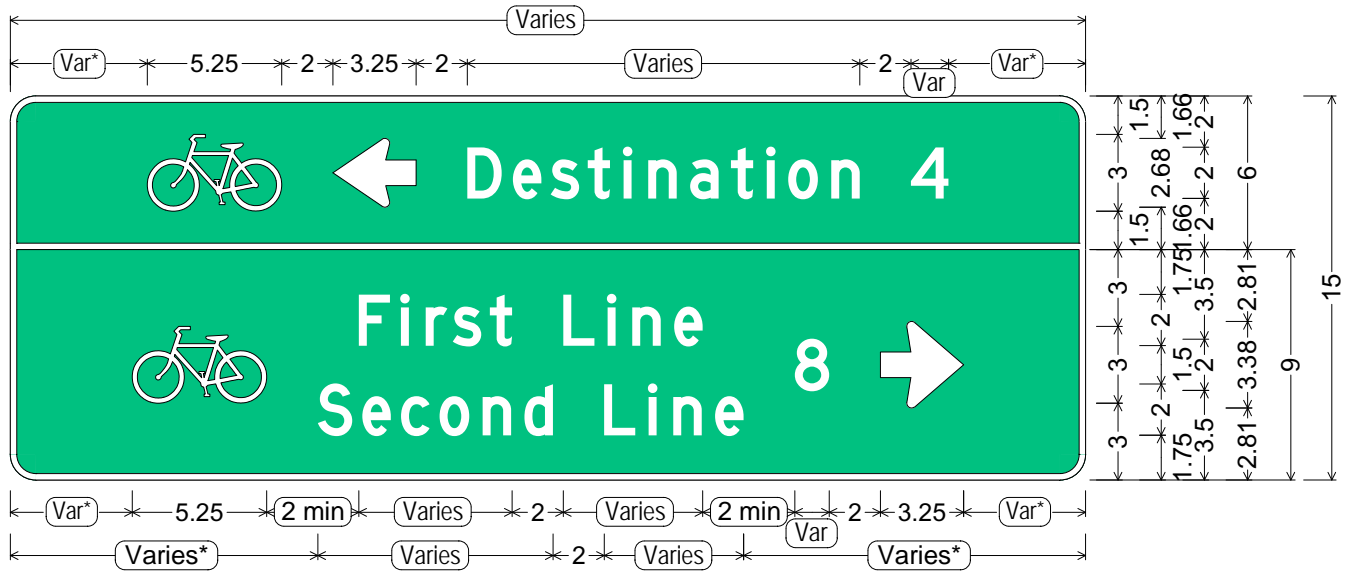 Varies
Var* 5.25 2 3.25 2 Varies 2 Var Var*
Destination 4
First Line
8
Second Line
1.5 1.66 2
3 2.68 2 6
1.5 1.66 2
15
3 1.75 3.5 2.81
2
3 1.5 2 3.38 9
2
3 1.75 3.5 2.81
Var* 5.25 2 min Varies 2 Varies 2 min Var 2 3.25 Var*
Varies* Varies 2 Varies Varies*